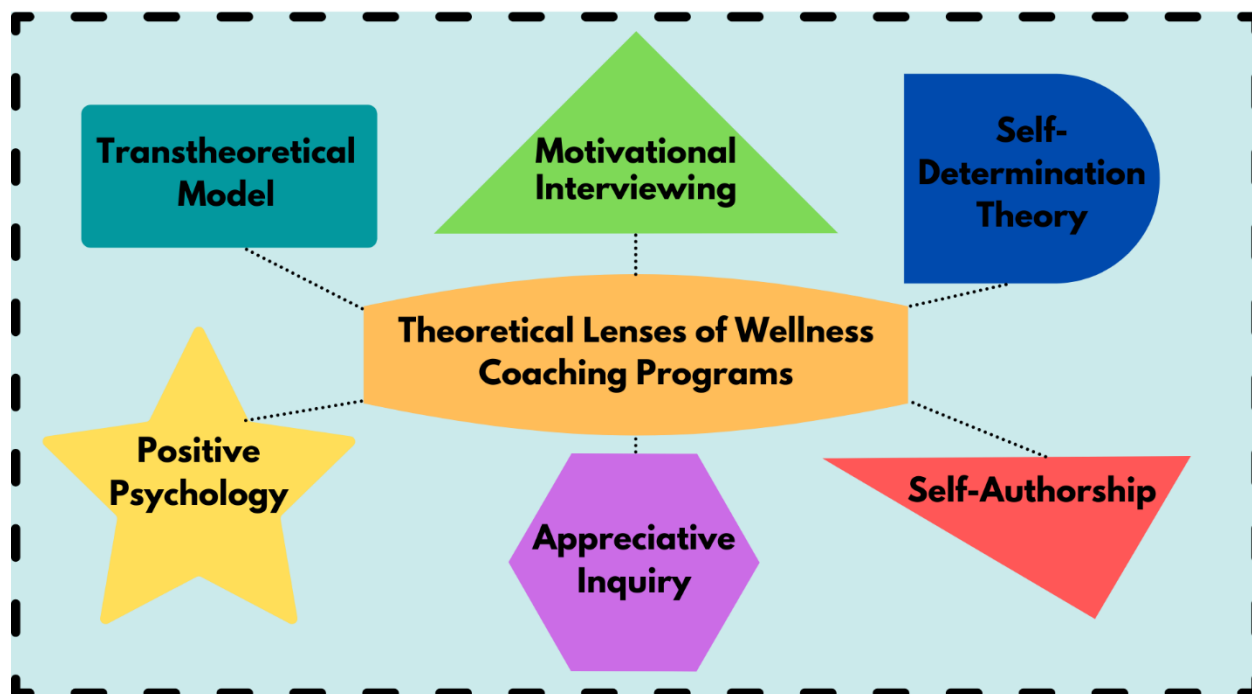 Transtheoretical
Model
Motivational
Interviewing
Self-
Determination
Theory
Theoretical Lenses of Wellness
Coaching Programs
Positive
Psychology
Appreciative
Inquiry
Self-Authorship